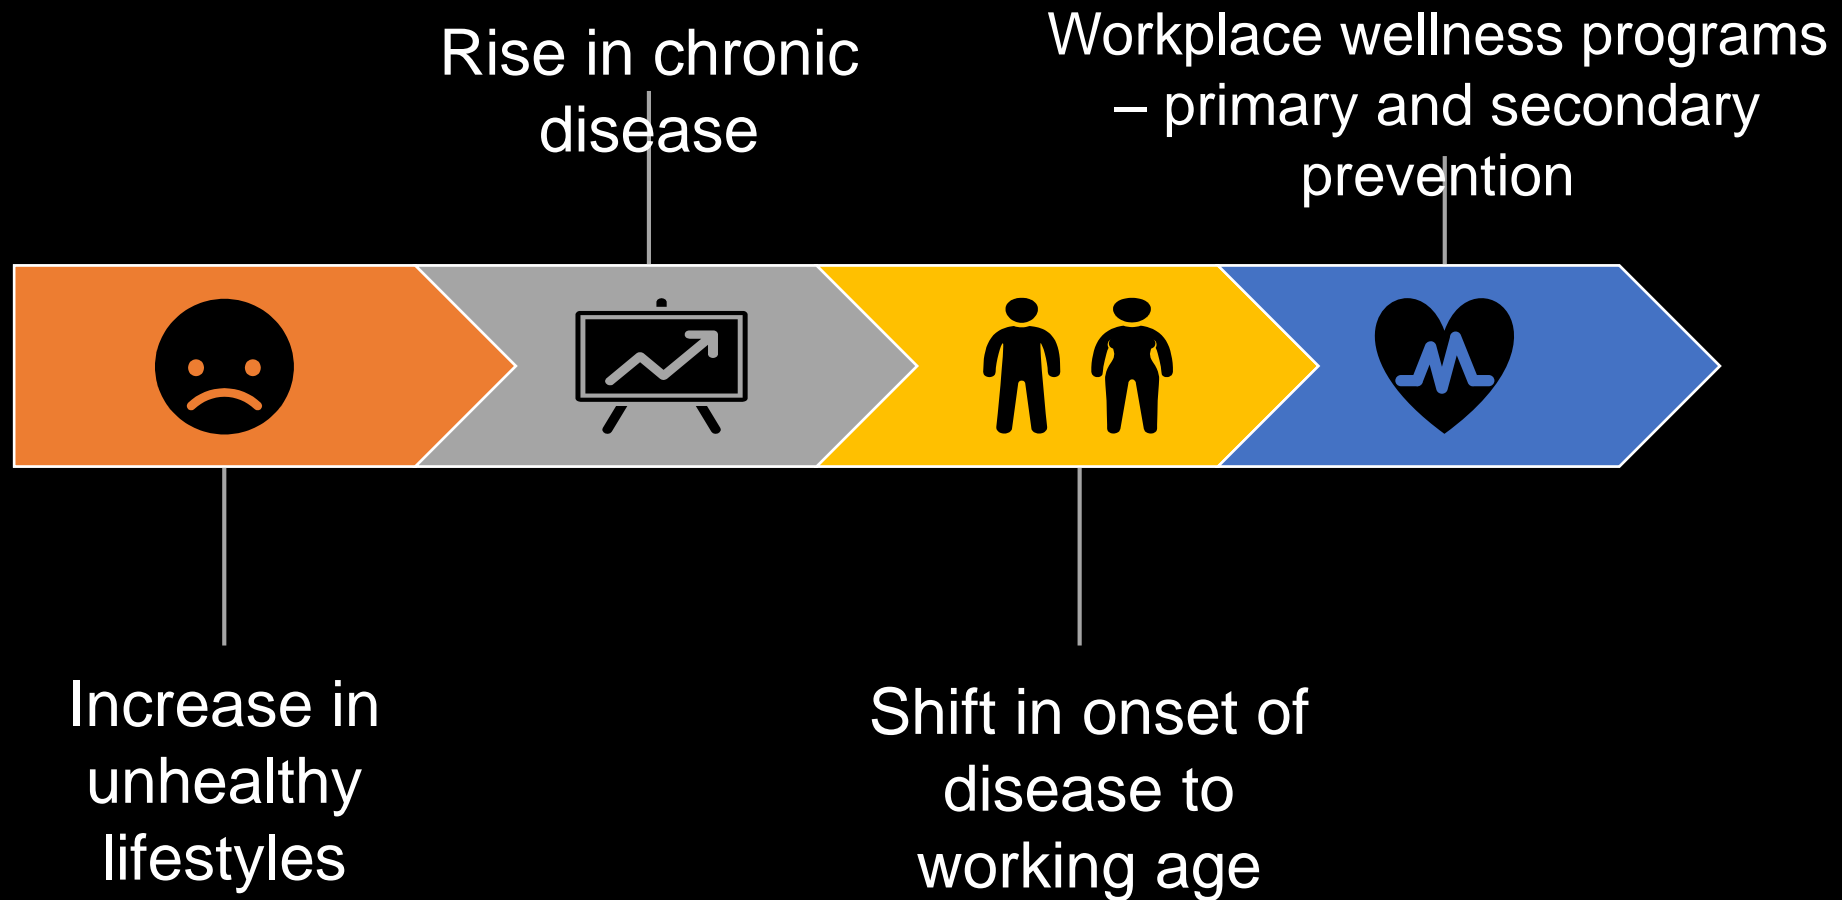 Rise in chronic
disease
Workplace wellness programs
– primary and secondary
prevention
Increase in
unhealthy
lifestyles
Shift in onset of
disease to
working age